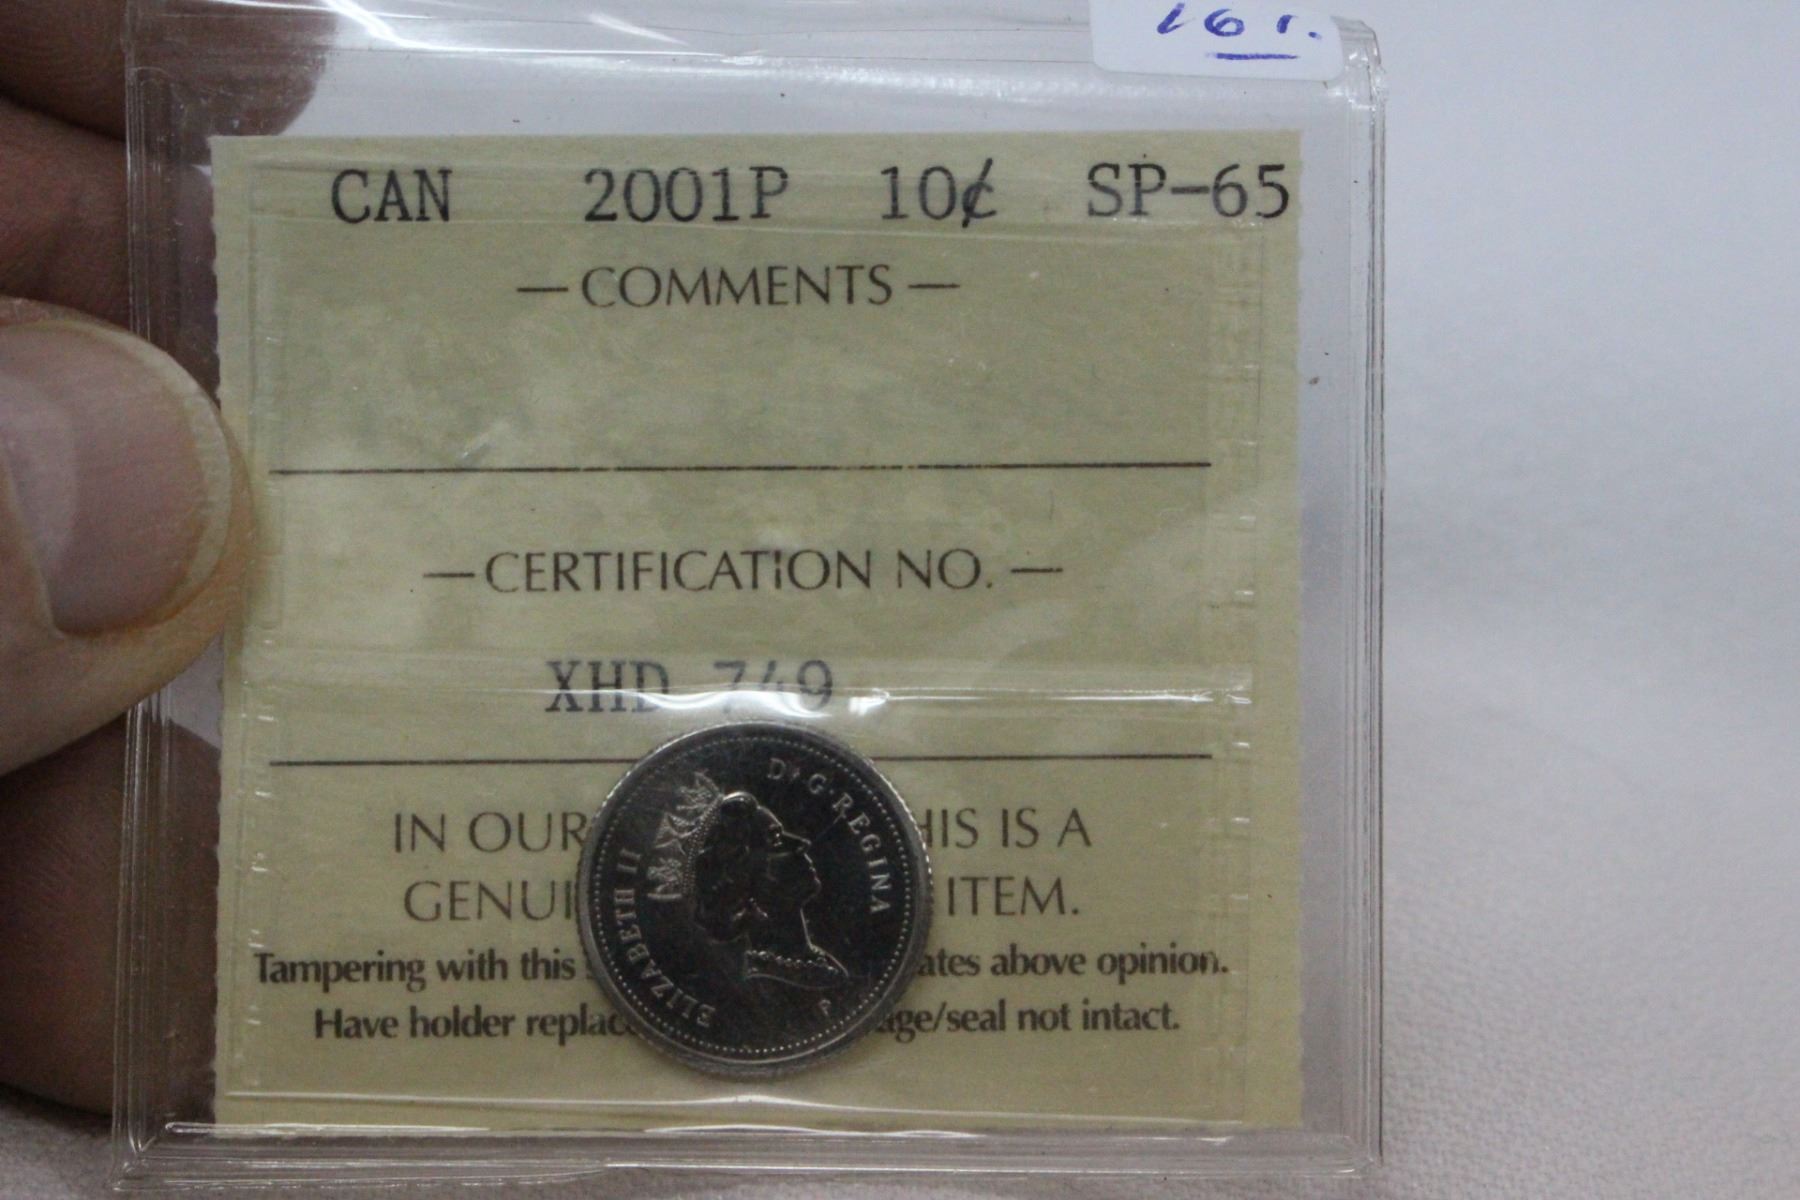 161.
CAN 2001P 10¢ SP-65
— COMMENTS —
— CERTIFICATION NO. —
XHD 749
IN OUR HIS IS A
GENUI ITEM.
Tampering with this ates above opinion.
Have holder replac age/seal not intact.
ELIZABETH II D·G·REGINA
P